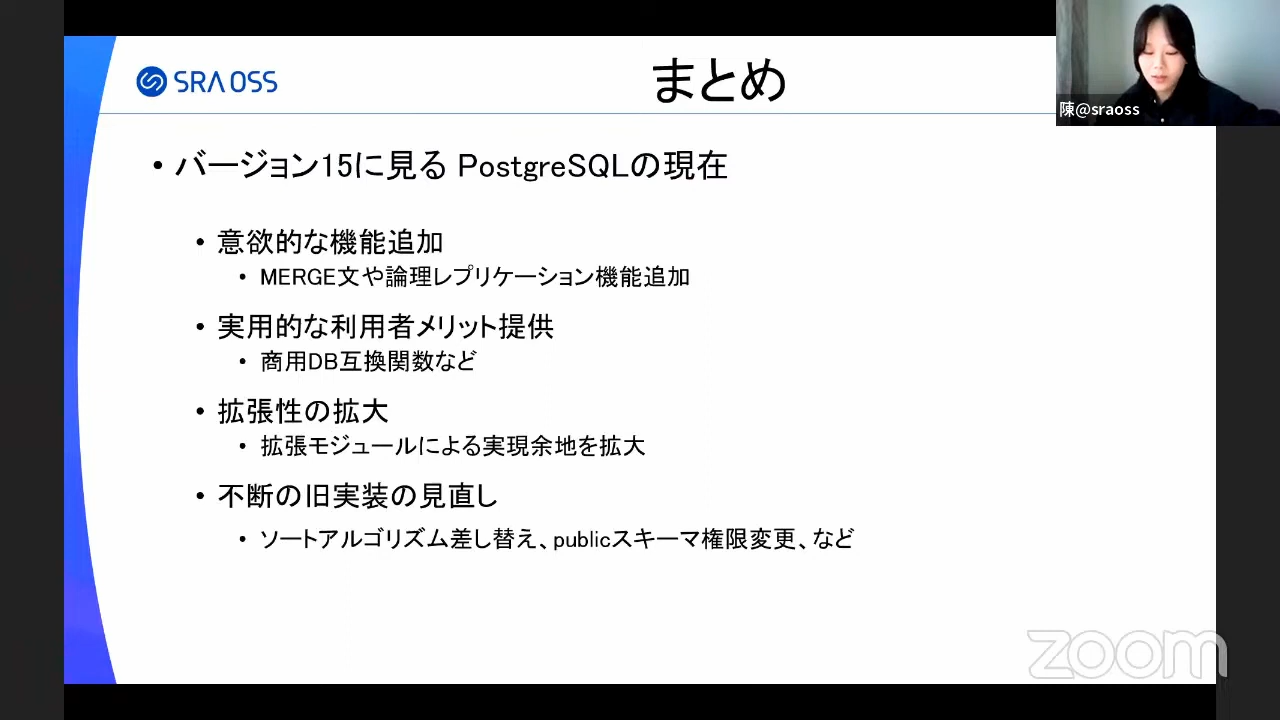 SRA OSS
まとめ
陳@sraoss
• バージョン15に見る PostgreSQLの現在
• 意欲的な機能追加
• MERGE文や論理レプリケーション機能追加
• 実用的な利用者メリット提供
• 商用DB互換関数など
• 拡張性の拡大
• 拡張モジュールによる実現余地を拡大
• 不断の旧実装の見直し
• ソートアルゴリズム差し替え、publicスキーマ権限変更、など
zoom